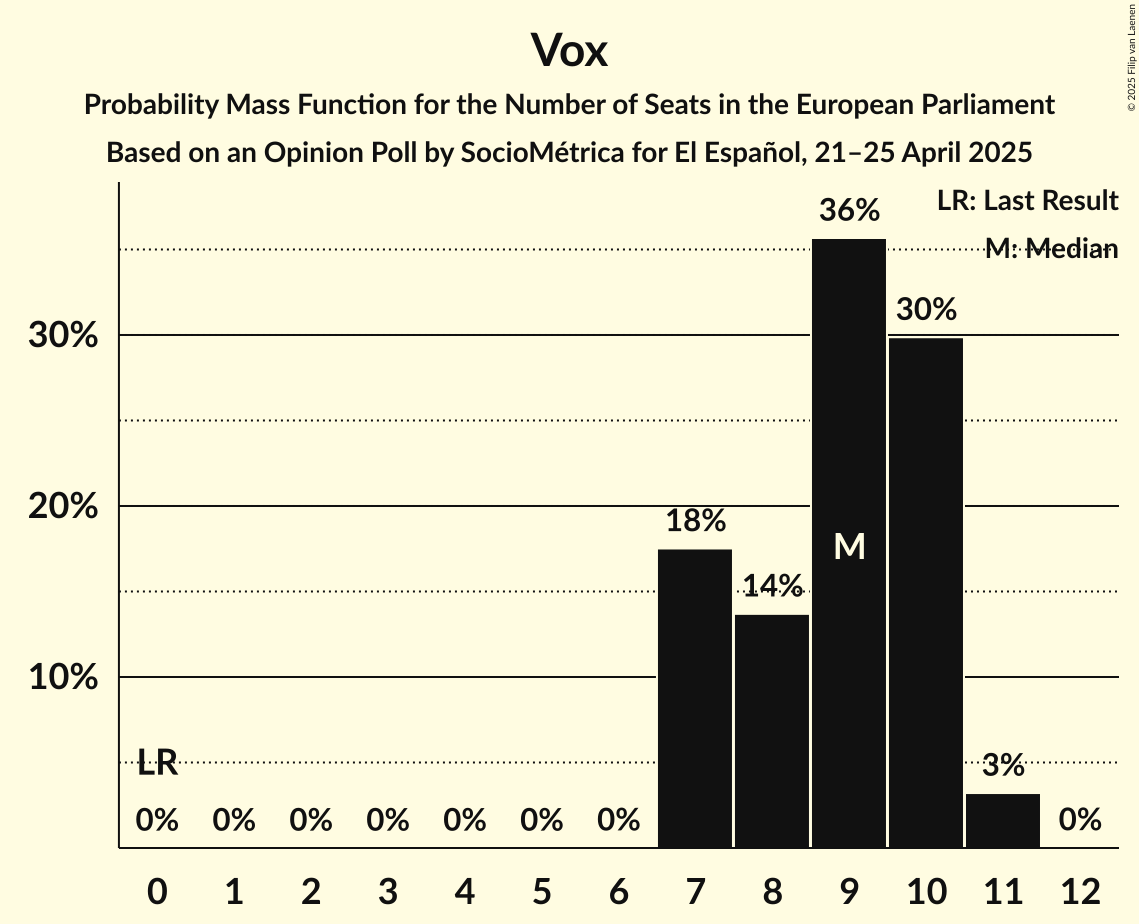 Vox
Probability Mass Function for the Number of Seats in the European Parliament
Based on an Opinion Poll by SocioMétrica for El Español, 21–25 April 2025
© 2025 Filip van Laenen
LR: Last Result
M: Median
36%
30%
30%
20%
18%
M
14%
10%
LR
3%
0% 0% 0% 0% 0% 0% 0% 0%
0 1 2 3 4 5 6 7 8 9 10 11 12